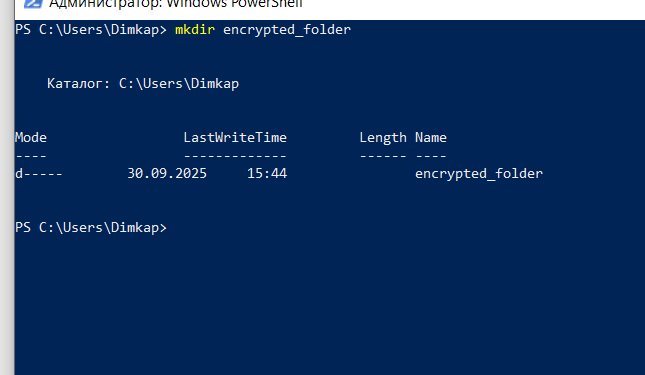 Администратор: Windows PowerShell
PS C:\Users\Dimkap> mkdir encrypted_folder
Каталог: C:\Users\Dimkap
Mode LastWriteTime Length Name
---- ------------- ------ ----
d----- 30.09.2025 15:44 encrypted_folder
PS C:\Users\Dimkap>